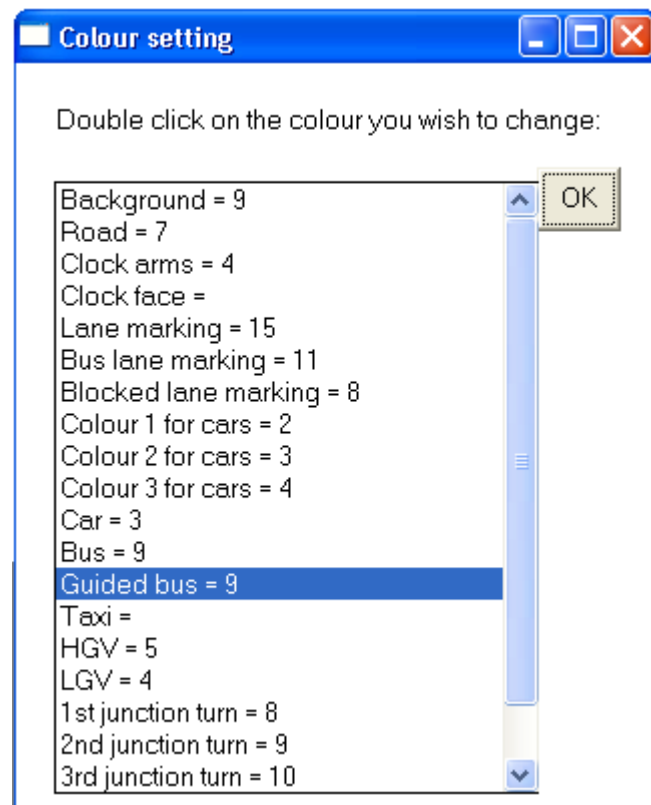 Colour setting
Double click on the colour you wish to change:
OK
Background = 9
Road = 7
Clock arms = 4
Clock face =
Lane marking = 15
Bus lane marking = 11
Blocked lane marking = 8
Colour 1 for cars = 2
Colour 2 for cars = 3
Colour 3 for cars = 4
Car = 3
Bus = 9
Guided bus = 9
Taxi =
HGV = 5
LGV = 4
1st junction turn = 8
2nd junction turn = 9
3rd junction turn = 10